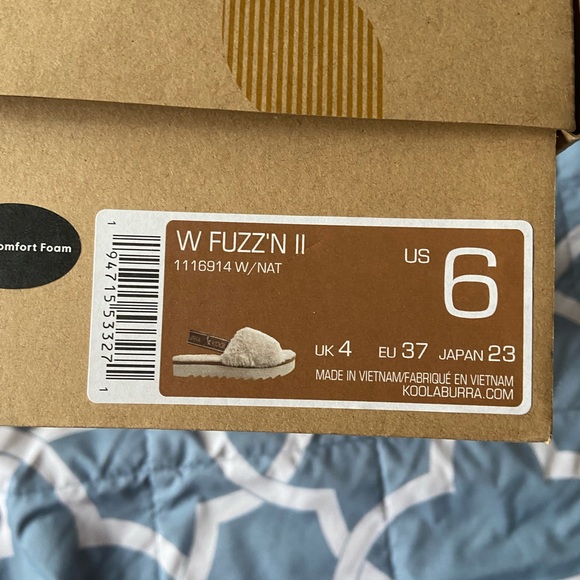 omfort Foam
W FUZZ'N II
1116914 W/NAT
US 6
UK 4 EU 37 JAPAN 23
MADE IN VIETNAM/FABRIQUÉ EN VIETNAM
KOOLABURRA.COM
1 94715 53327 1